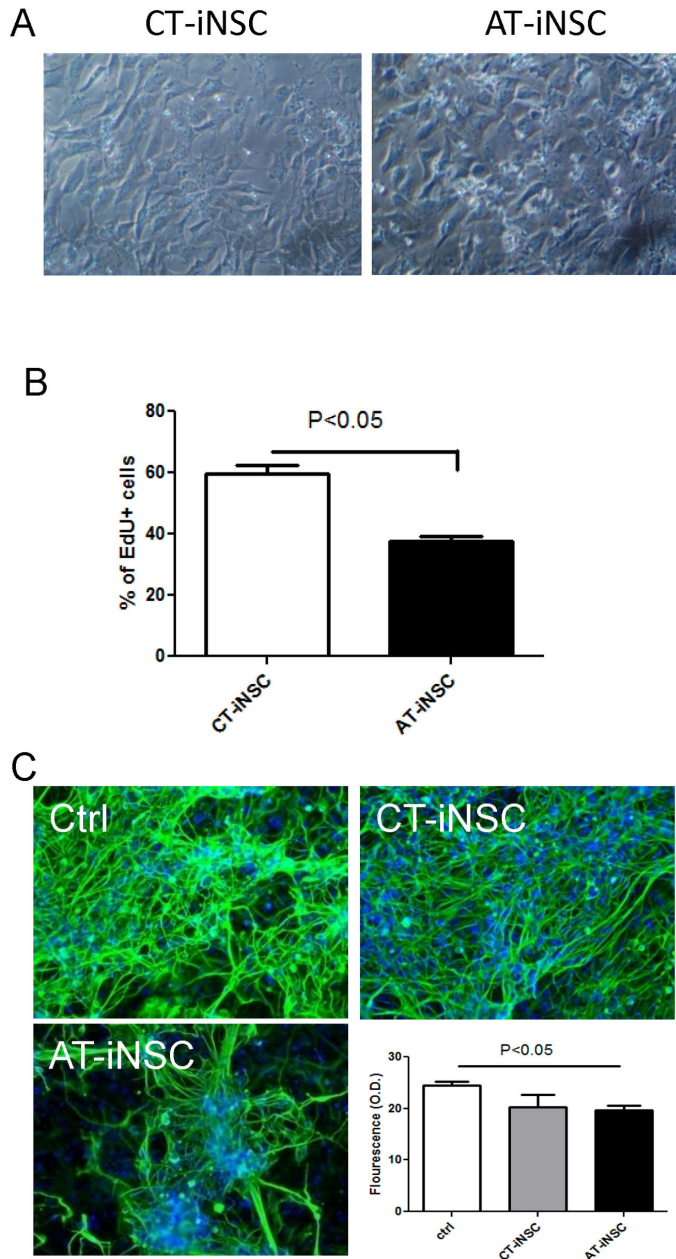 A
CT-iNSC
AT-iNSC
B
80
60
40
20
0
% of EdU+ cells
P<0.05
CT-iNSC
AT-iNSC
C
Ctrl
CT-iNSC
AT-iNSC
30
20
10
0
Flourescence (O.D.)
P<0.05
ctrl
CT-iNSC
AT-iNSC